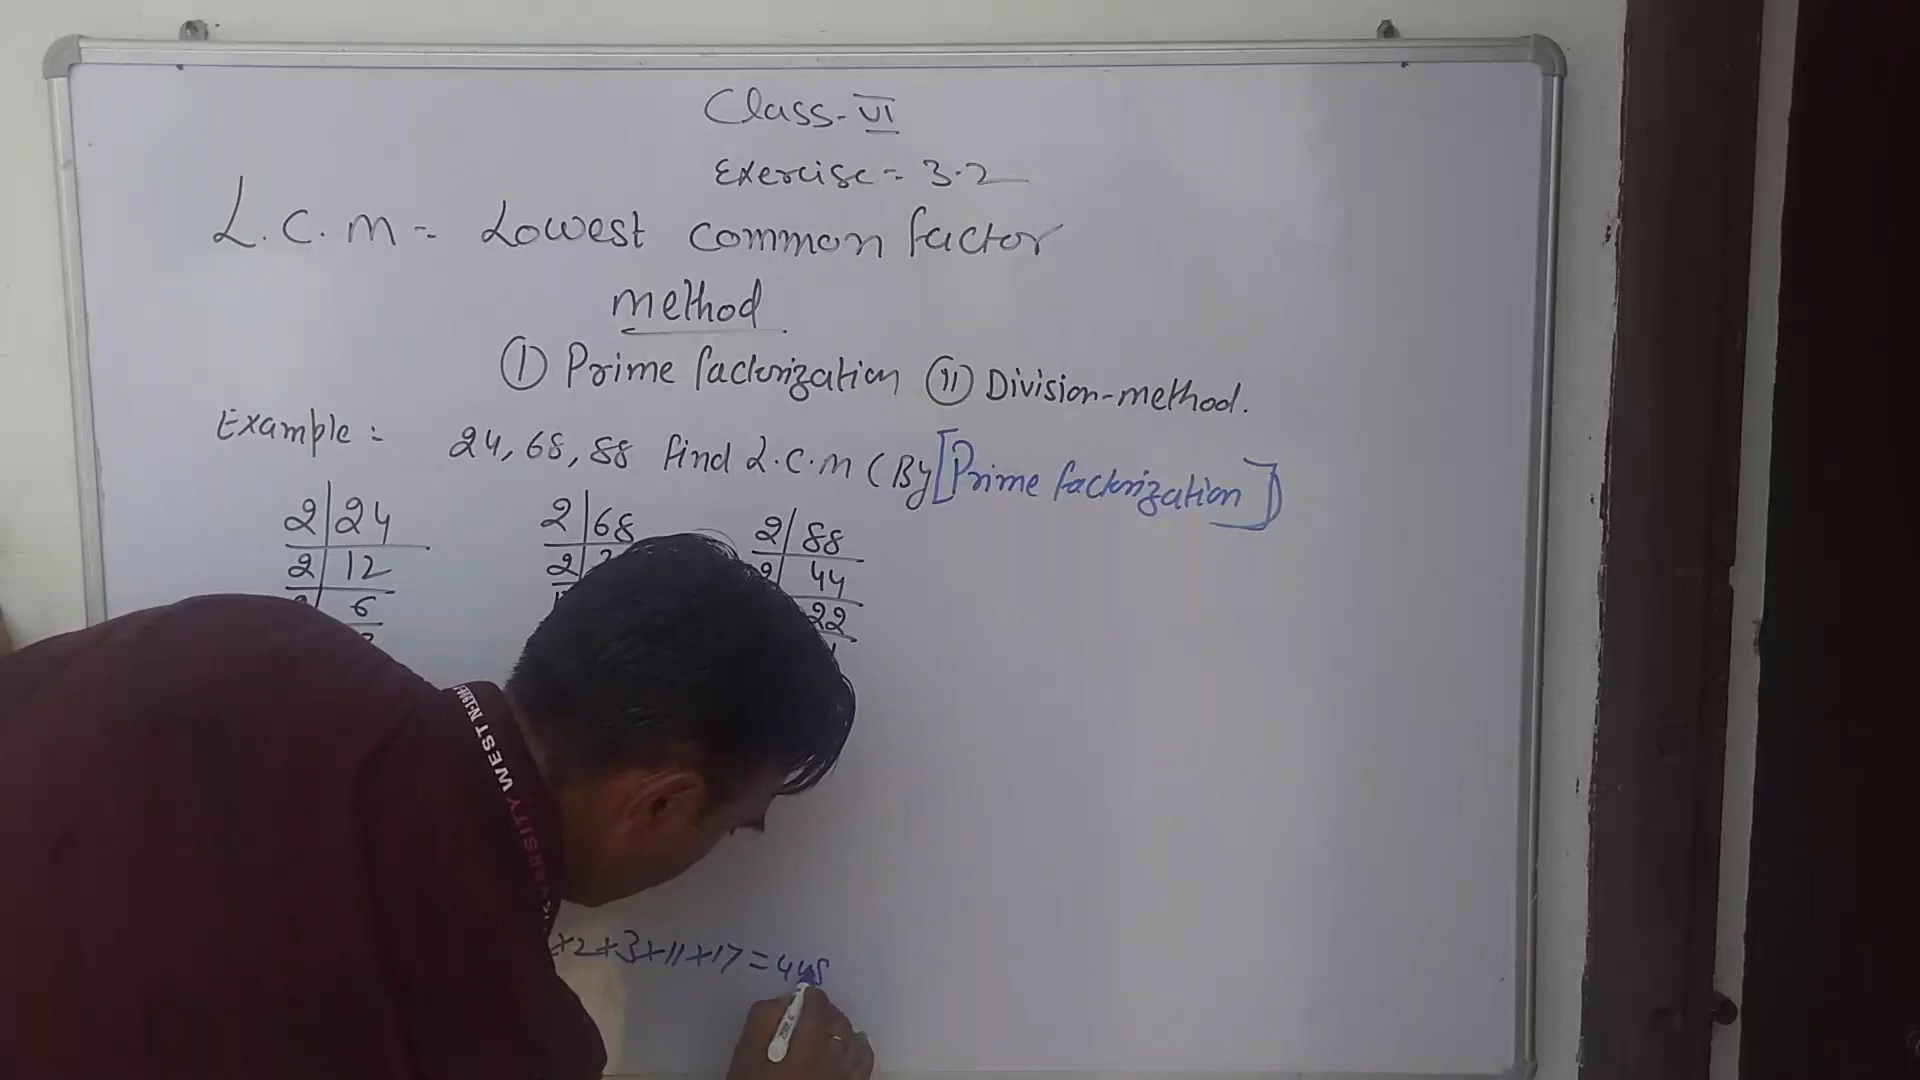 Class-VI
Exercise - 3.2
L.C.M - Lowest common factor
method
(I) Prime factorization (II) Division-method.
Example : 24, 68, 88 find L.C.M (By [Prime factorization])
2 24 2 68 2 88
2 12 2 2 44
6 22
WEST
×2×3×11×17=448